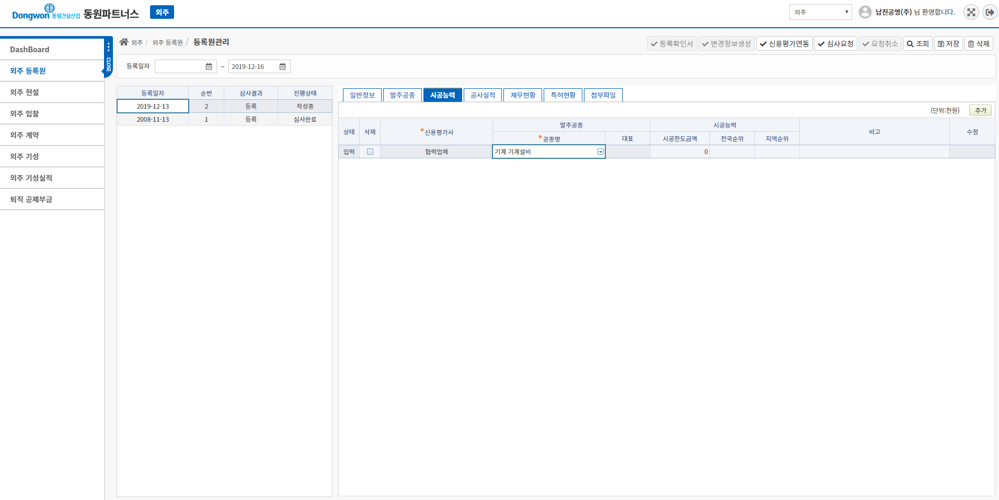 Dongwon 동원건설산업 동원파트너스 외주
외주 남진공영(주) 님 환영합니다.
DashBoard
외주 등록원
외주 현설
외주 입찰
외주 계약
외주 기성
외주 기성실적
퇴직 공제부금
CLOSE
외주 / 외주 등록원 / 등록원관리
등록확인서 변경정보생성 신용평가연동 심사요청 요청취소 조회 저장 삭제
등록일자 ~ 2019-12-16
등록일자 순번 심사결과 진행상태
2019-12-13 2 등록 작성중
2008-11-13 1 등록 심사완료
일반정보 발주공종 시공능력 공사실적 재무현황 특허현황 첨부파일
(단위:천원) 추가
상태 삭제 *신용평가사 발주공종 시공능력 비고 수정
*공종명 대표 시공한도금액 전국순위 지역순위
입력 협력업체 기계 기계설비 0